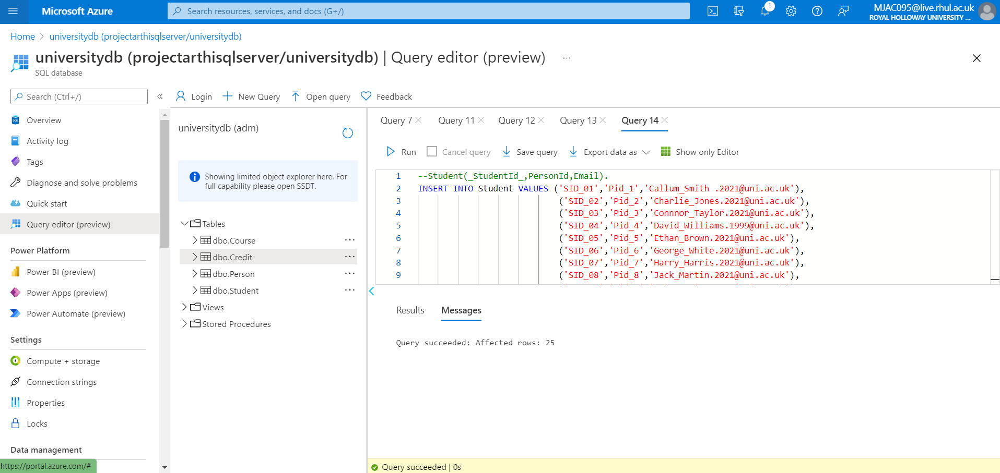 Microsoft Azure
Search resources, services, and docs (G+/)
1
MJAC095@live.rhul.ac.uk
ROYAL HOLLOWAY UNIVERSITY ...
Home > universitydb (projectarthisqlserver/universitydb)
universitydb (projectarthisqlserver/universitydb) | Query editor (preview) ...
SQL database
Search (Ctrl+/)
«
Login
New Query
Open query
Feedback
Overview
Activity log
Tags
Diagnose and solve problems
Quick start
Query editor (preview)
Power Platform
Power BI (preview)
Power Apps (preview)
Power Automate (preview)
Settings
Compute + storage
Connection strings
Properties
Locks
Data management
https://portal.azure.com/#
universitydb (adm)
Showing limited object explorer here. For
full capability please open SSDT.
Tables
dbo.Course ...
dbo.Credit ...
dbo.Person ...
dbo.Student ...
Views
Stored Procedures
Query 7 Query 11 Query 12 Query 13 Query 14
Run Cancel query Save query Export data as Show only Editor
1 --Student(_StudentId_,PersonId,Email).
2 INSERT INTO Student VALUES ('SID_01','Pid_1','Callum_Smith .2021@uni.ac.uk'),
3 ('SID_02','Pid_2','Charlie_Jones.2021@uni.ac.uk'),
4 ('SID_03','Pid_3','Connnor_Taylor.2021@uni.ac.uk'),
5 ('SID_04','Pid_4','David_Williams.1999@uni.ac.uk'),
6 ('SID_05','Pid_5','Ethan_Brown.2021@uni.ac.uk'),
7 ('SID_06','Pid_6','George_White.2021@uni.ac.uk'),
8 ('SID_07','Pid_7','Harry_Harris.2021@uni.ac.uk'),
9 ('SID_08','Pid_8','Jack_Martin.2021@uni.ac.uk'),
Results Messages
Query succeeded: Affected rows: 25
Query succeeded | 0s